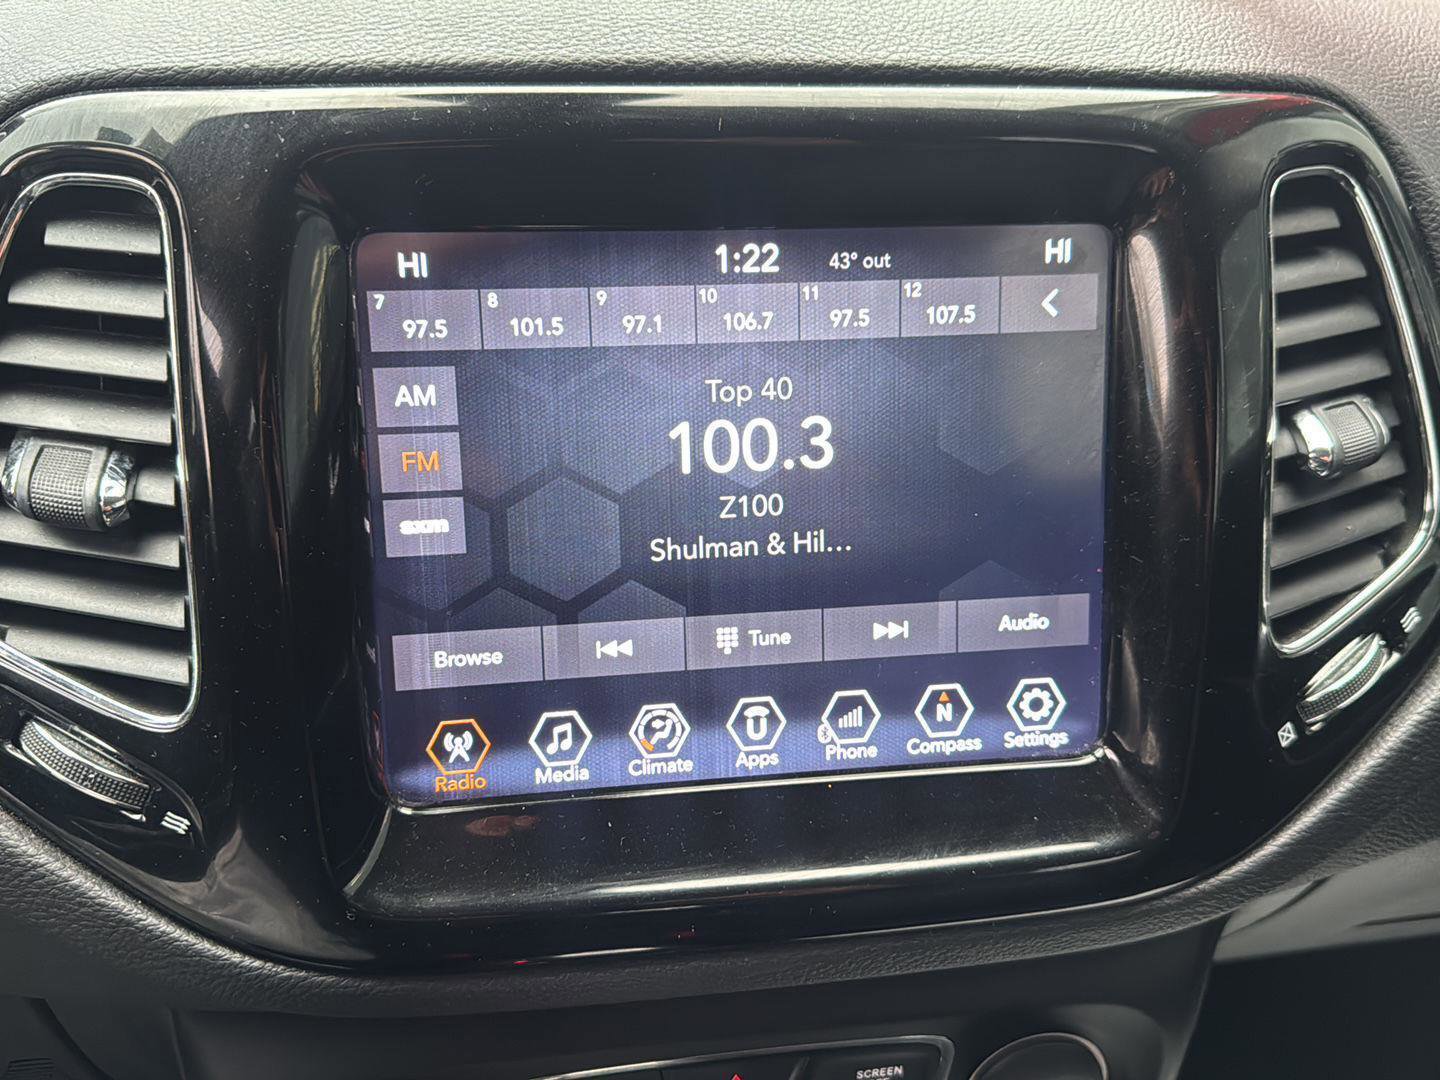 HI 1:22 43° out HI
7 8 9 10 11 12
97.5 101.5 97.1 106.7 97.5 107.5
AM
FM
sxm
Top 40
100.3
Z100
Shulman & Hil...
Browse Tune Audio
N
Radio Media Climate Apps Phone Compass Settings
SCREEN